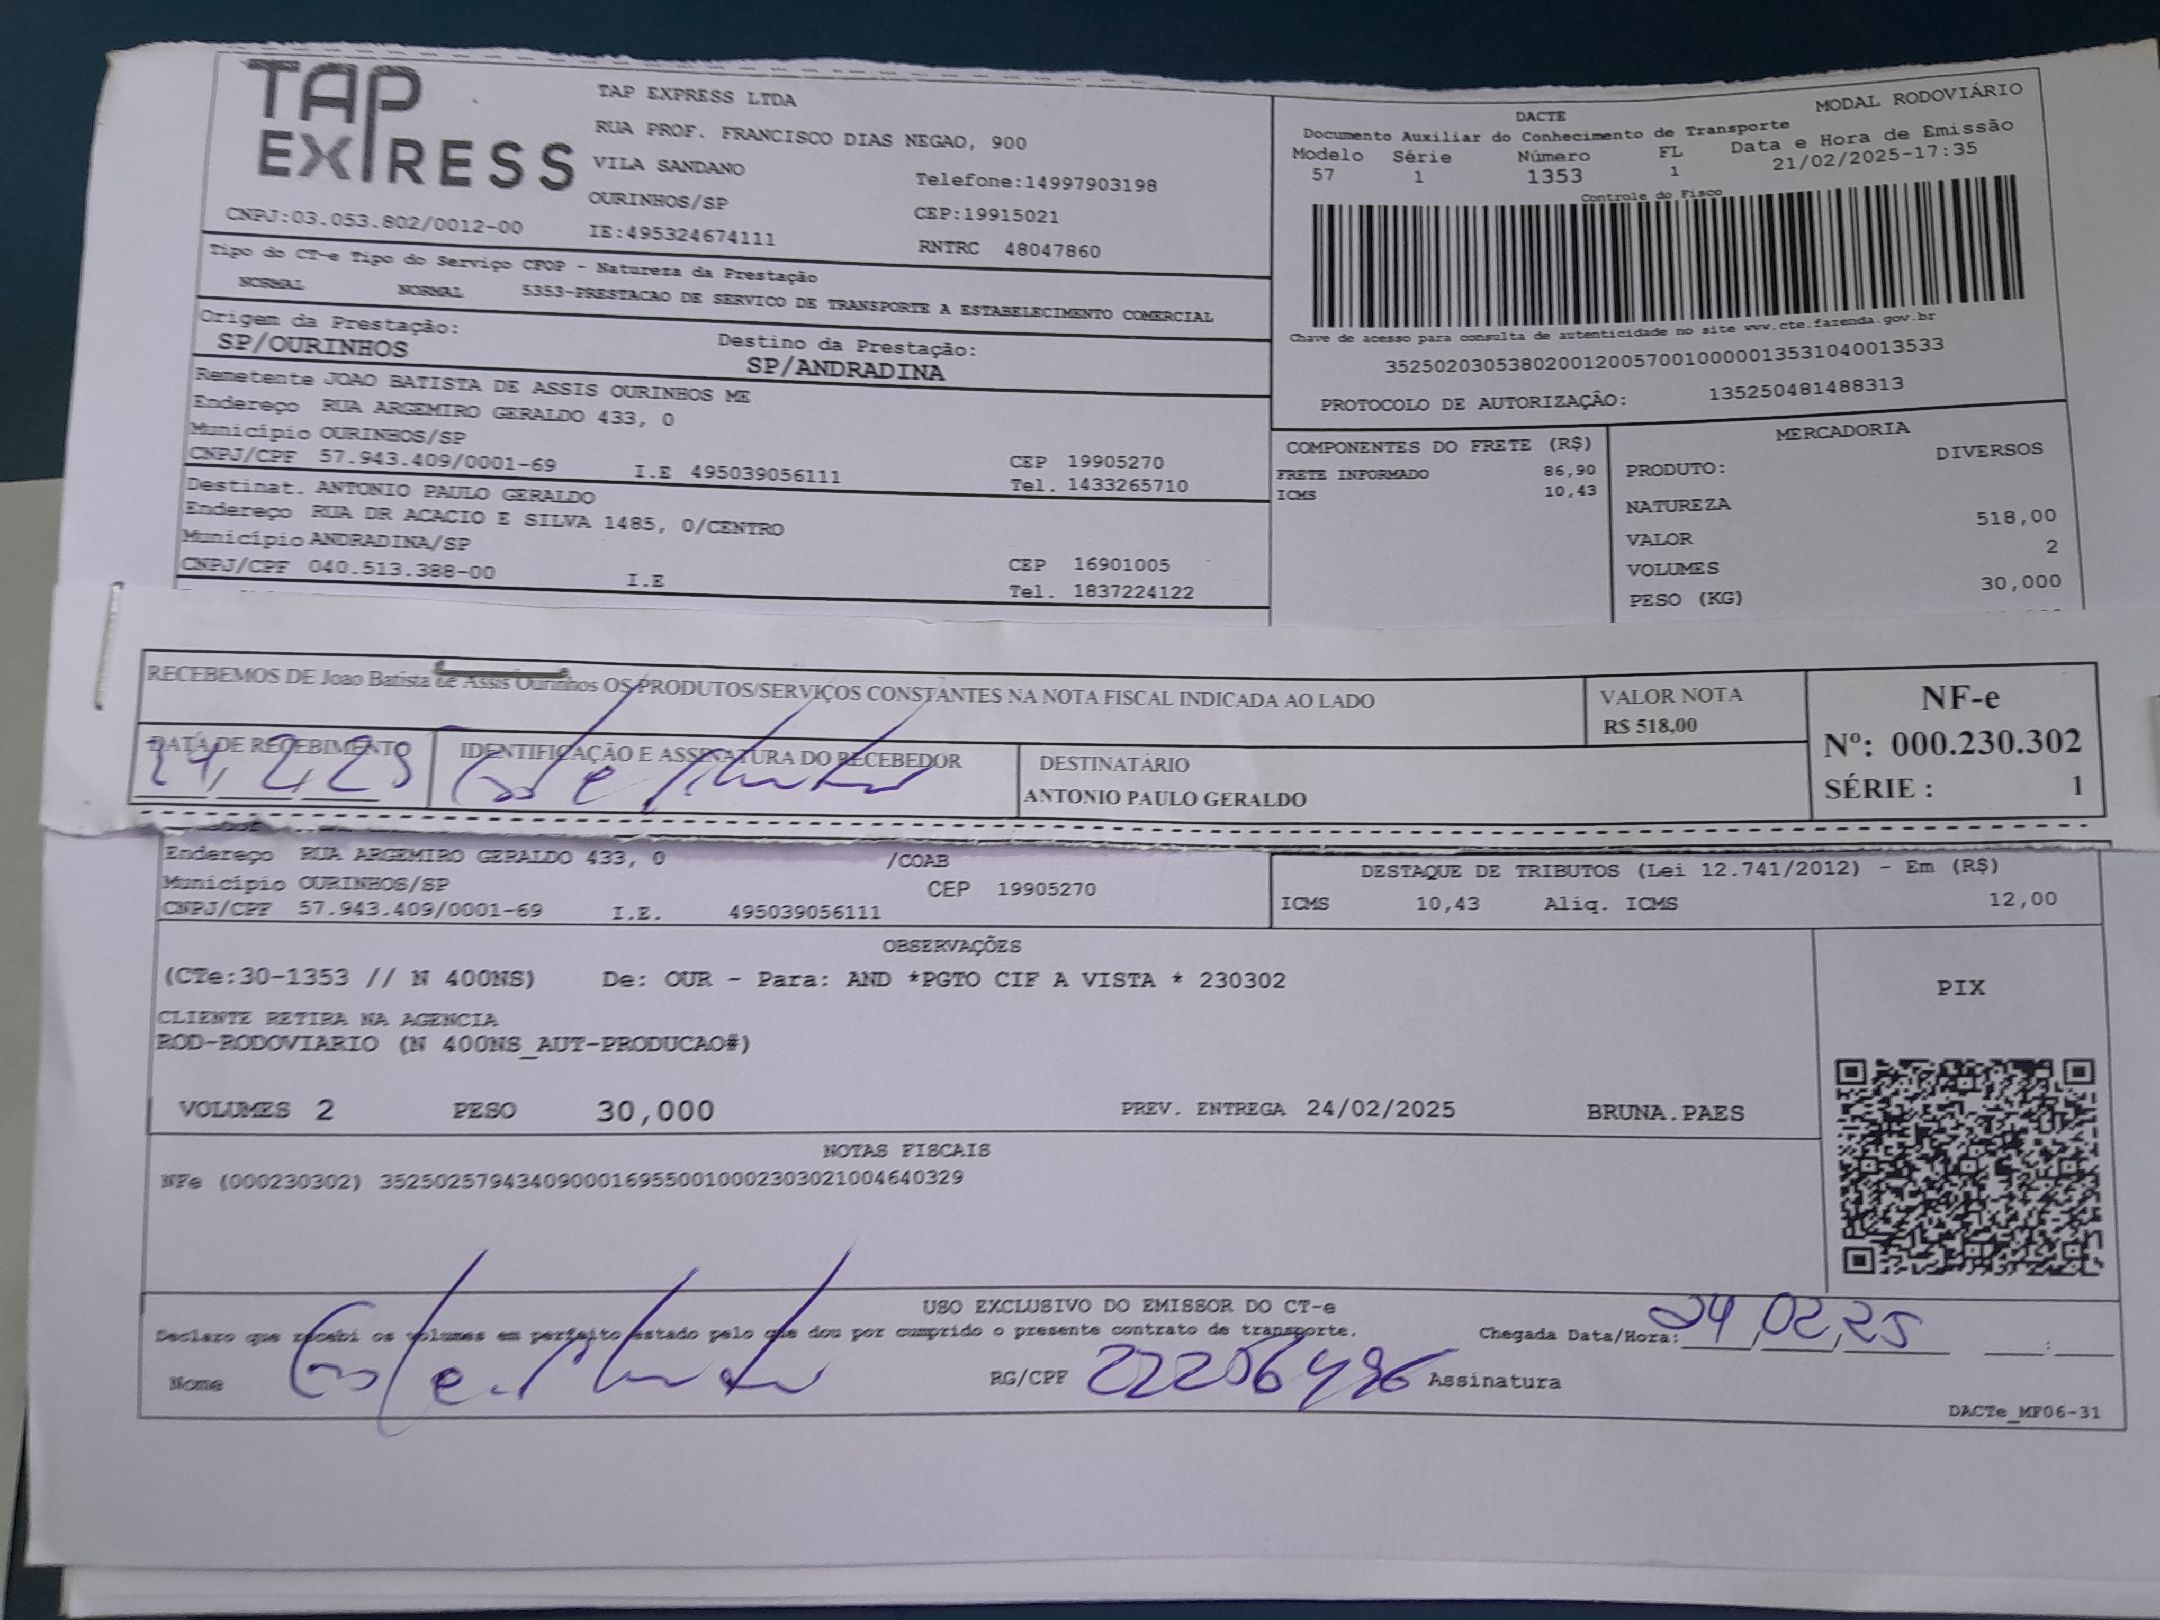 TAP
EXPRESS
TAP EXPRESS LTDA
RUA PROF. FRANCISCO DIAS NEGAO, 900
VILA SANDANO
Telefone:14997903198
OURINHOS/SP
CEP:19915021
CNPJ:03.053.802/0012-00
IE:495324674111
RNTRC 48047860
DACTE
MODAL RODOVIÁRIO
Documento Auxiliar do Conhecimento de Transporte
Modelo Série Número FL Data e Hora de Emissão
57 1 1353 1 21/02/2025-17:35
Controle do Fisco
Chave de acesso para consulta de autenticidade no site www.cte.fazenda.gov.br
35250203053802001200570010000013531040013533
PROTOCOLO DE AUTORIZAÇÃO: 135250481488313
Tipo do CT-e Tipo do Serviço CFOP - Natureza da Prestação
NORMAL NORMAL 5353-PRESTACAO DE SERVICO DE TRANSPORTE A ESTABELECIMENTO COMERCIAL
Origem da Prestação: Destino da Prestação:
SP/OURINHOS SP/ANDRADINA
Remetente JOAO BATISTA DE ASSIS OURINHOS ME
Endereço RUA ARGEMIRO GERALDO 433, 0
Município OURINHOS/SP
CNPJ/CPF 57.943.409/0001-69 I.E 495039056111 CEP 19905270
Tel. 1433265710
Destinat. ANTONIO PAULO GERALDO
Endereço RUA DR ACACIO E SILVA 1485, 0/CENTRO
Município ANDRADINA/SP
CNPJ/CPF 040.513.388-00 I.E CEP 16901005
Tel. 1837224122
COMPONENTES DO FRETE (R$)
FRETE INFORMADO 86,90
ICMS 10,43
MERCADORIA
PRODUTO: DIVERSOS
NATUREZA
VALOR 518,00
VOLUMES 2
PESO (KG) 30,000
RECEBEMOS DE Joao Batista de Assis Ourinhos OS PRODUTOS/SERVIÇOS CONSTANTES NA NOTA FISCAL INDICADA AO LADO
VALOR NOTA
R$ 518,00
NF-e
Nº: 000.230.302
SÉRIE : 1
DATA DE RECEBIMENTO
24,2,25
IDENTIFICAÇÃO E ASSINATURA DO RECEBEDOR
DESTINATÁRIO
ANTONIO PAULO GERALDO
Endereço RUA ARGEMIRO GERALDO 433, 0 /COAB
Município OURINHOS/SP CEP 19905270
CNPJ/CPF 57.943.409/0001-69 I.E. 495039056111
DESTAQUE DE TRIBUTOS (Lei 12.741/2012) - Em (R$)
ICMS 10,43 Aliq. ICMS 12,00
OBSERVAÇÕES
(CTe:30-1353 // N 400NS) De: OUR - Para: AND *PGTO CIF A VISTA * 230302
CLIENTE RETIRA NA AGENCIA
ROD-RODOVIARIO (N 400NS_AUT-PRODUCAO#)
PIX
VOLUMES 2 PESO 30,000 PREV. ENTREGA 24/02/2025 BRUNA.PAES
NOTAS FISCAIS
NFe (000230302) 35250257943409000169550010002303021004640329
USO EXCLUSIVO DO EMISSOR DO CT-e
Declaro que recebi os volumes em perfeito estado pelo que dou por cumprido o presente contrato de transporte.
Chegada Data/Hora: 24,02,25 :
Nome RG/CPF 22256496 Assinatura
DACTe_MF06-31